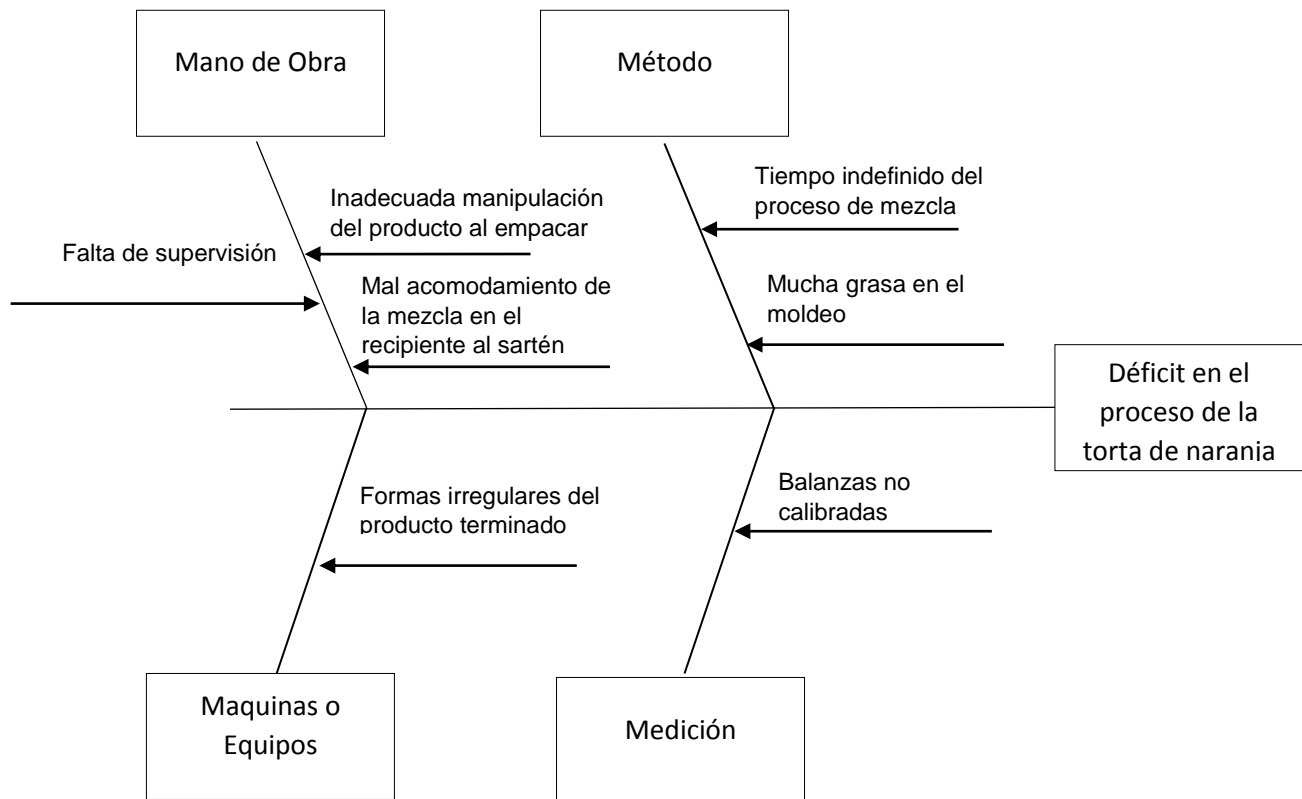 Mano de Obra
Método
Inadecuada manipulación
del producto al empacar
Falta de supervisión
Mal acomodamiento de
la mezcla en el
recipiente al sartén
Tiempo indefinido del
proceso de mezcla
Mucha grasa en el
moldeo
Déficit en el
proceso de la
torta de naranja
Formas irregulares del
producto terminado
Balanzas no
calibradas
Maquinas o
Equipos
Medición